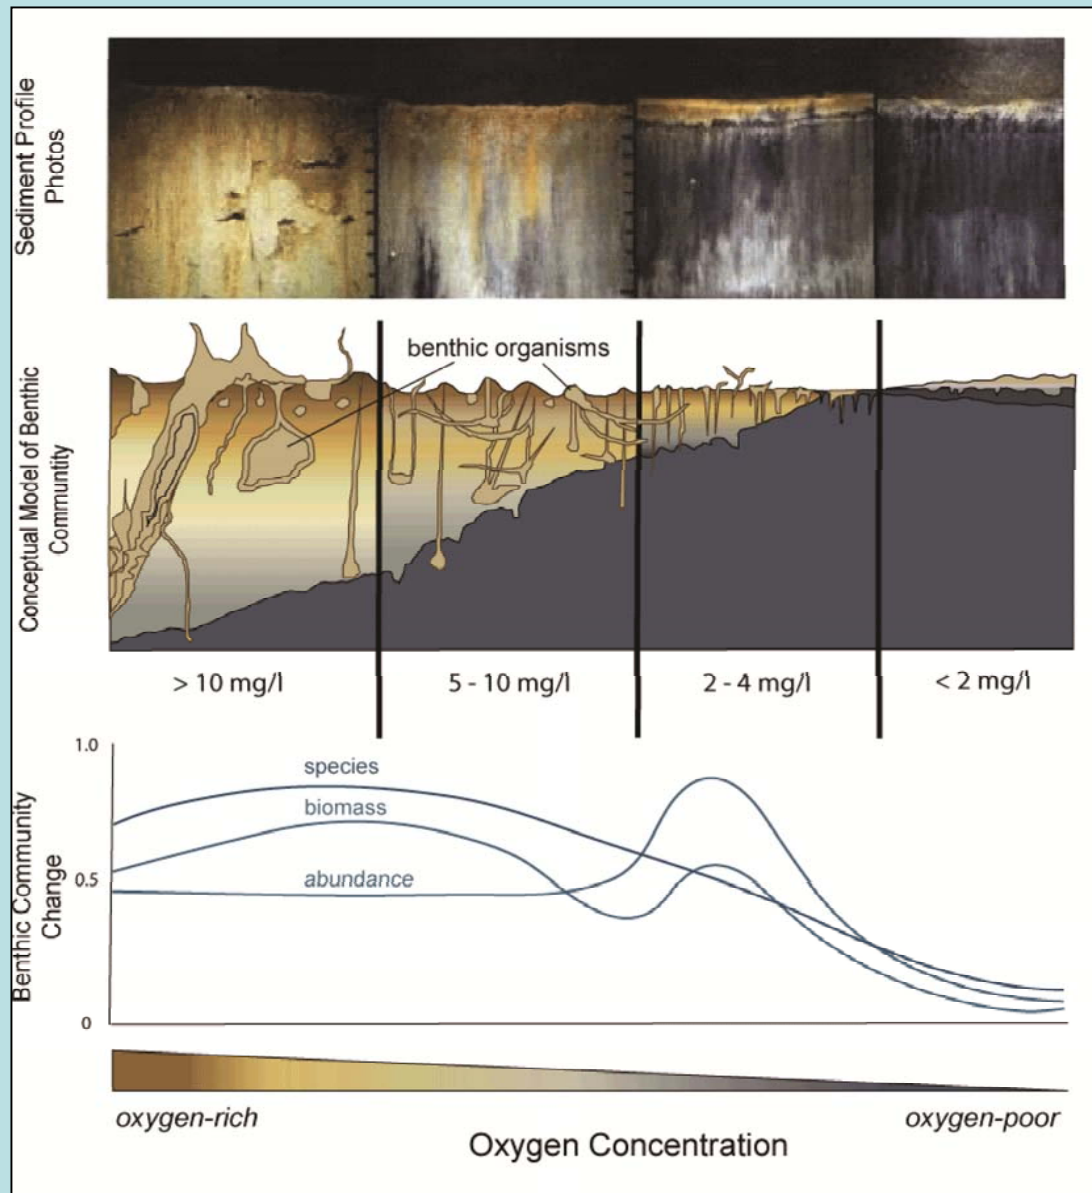 Sediment Profile
Photos
benthic organisms
Conceptual Model of Benthic
Communtity
> 10 mg/l
5 - 10 mg/l
2 - 4 mg/l
< 2 mg/l
1.0
species
biomass
0.5
abundance
Benthic Community
Change
0
oxygen-rich
oxygen-poor
Oxygen Concentration